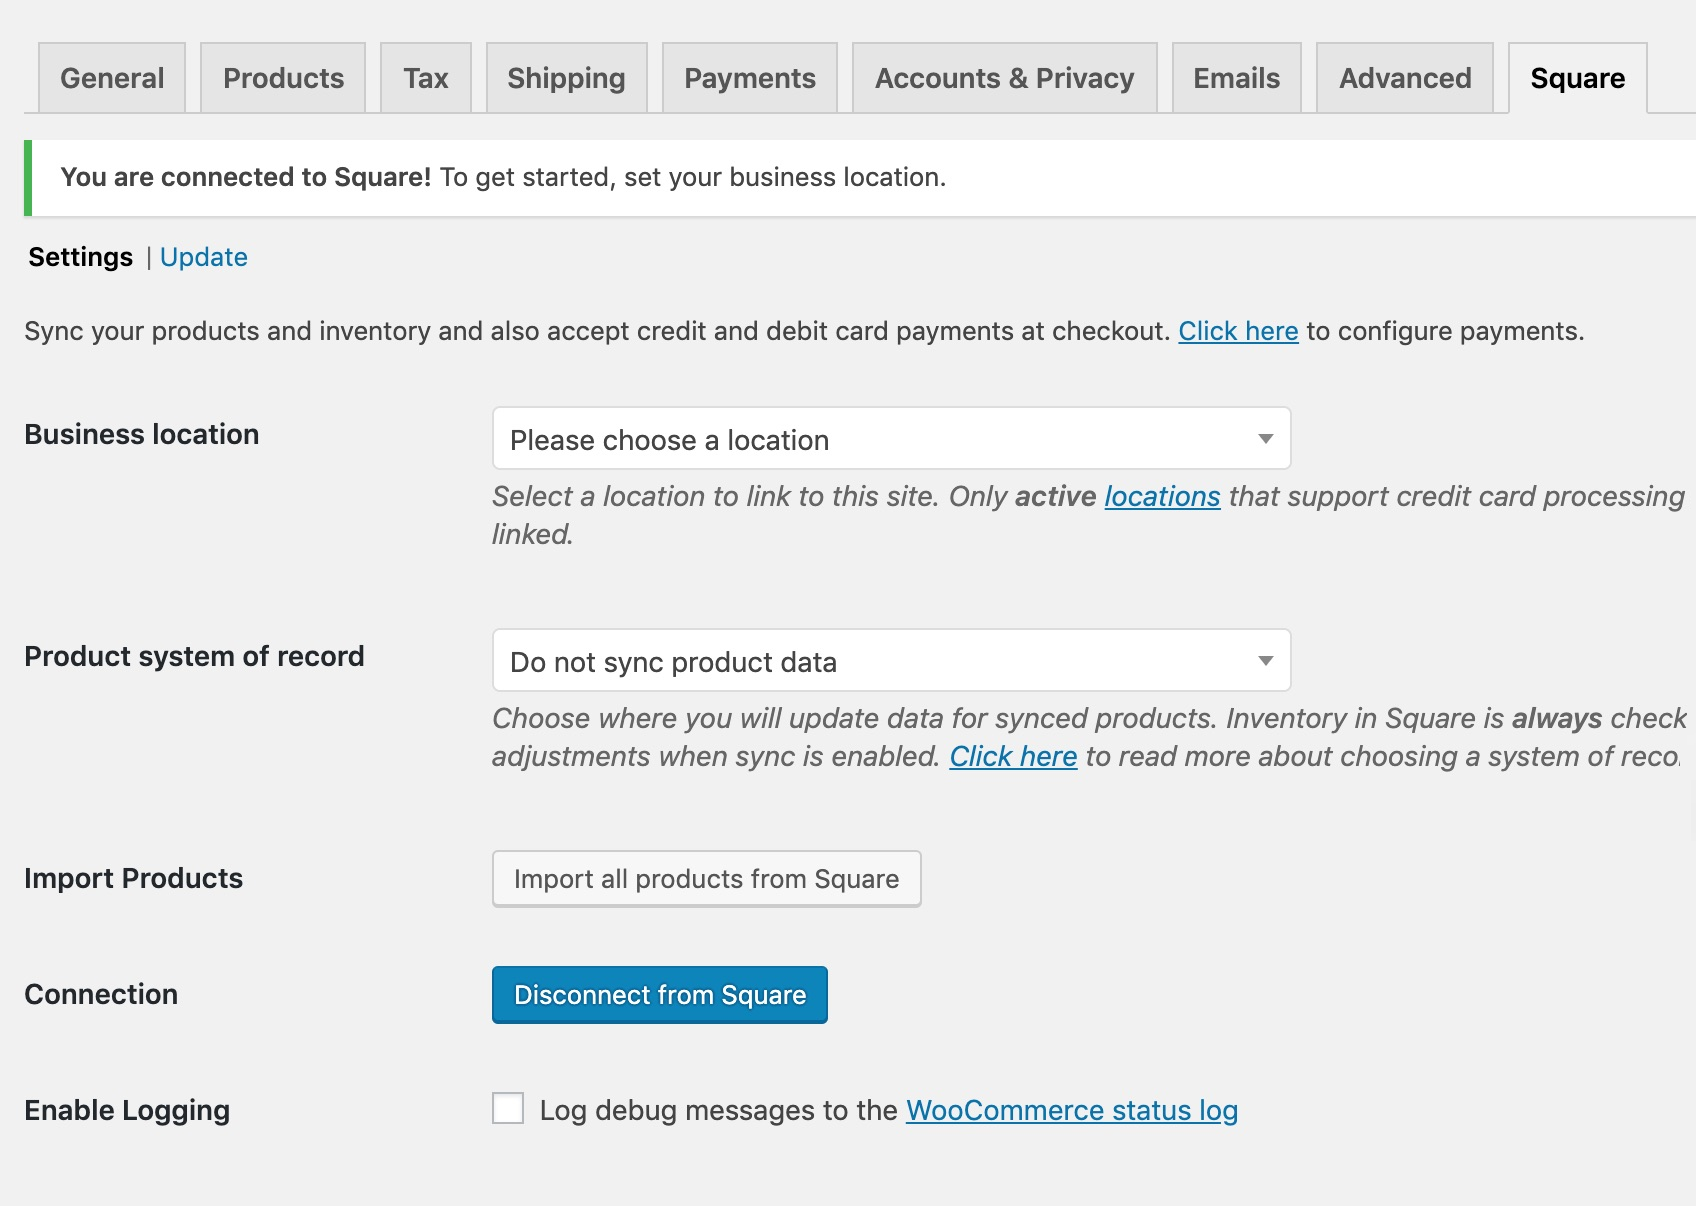 General Products Tax Shipping Payments Accounts & Privacy Emails Advanced Square
You are connected to Square! To get started, set your business location.
Settings | Update
Sync your products and inventory and also accept credit and debit card payments at checkout. Click here to configure payments.
Business location
Please choose a location
Select a location to link to this site. Only active locations that support credit card processing
linked.
Product system of record
Do not sync product data
Choose where you will update data for synced products. Inventory in Square is always check
adjustments when sync is enabled. Click here to read more about choosing a system of
Import Products
Import all products from Square
Connection
Disconnect from Square
Enable Logging
Log debug messages to the WooCommerce status log